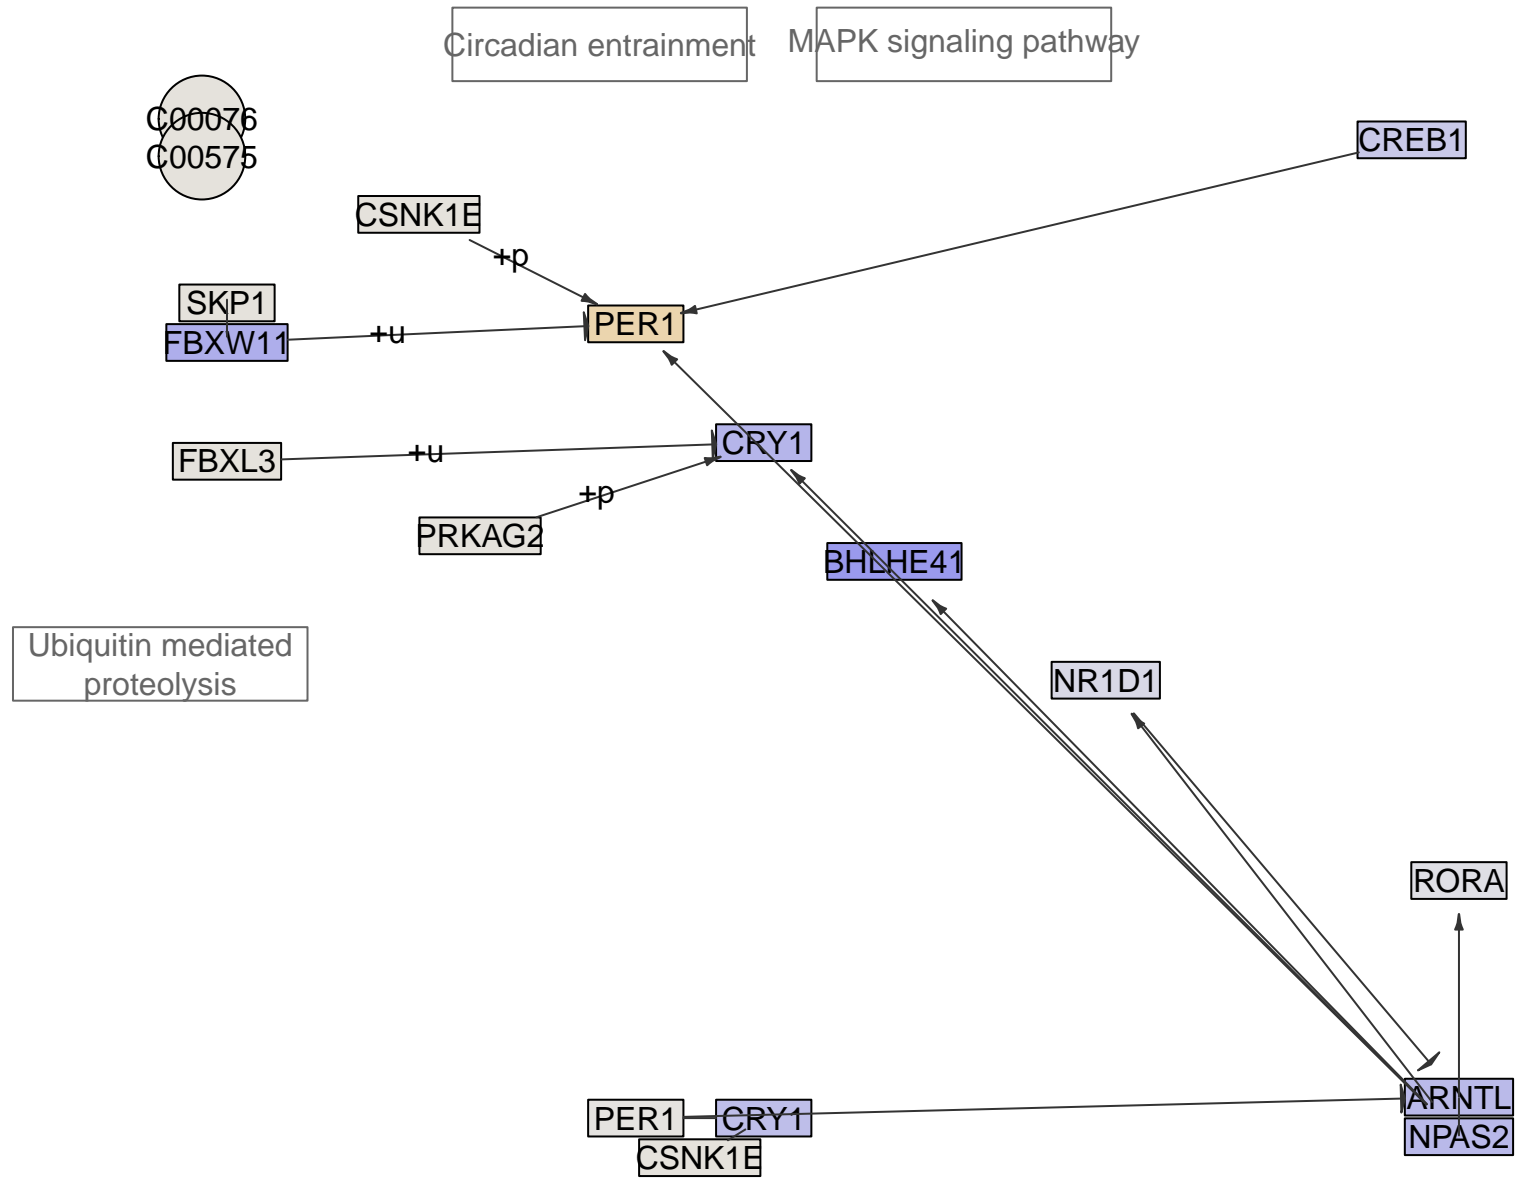 Circadian entrainment
MAPK signaling pathway
C00076
CREB1
C00575
CSNK1E
+p
SKP1
PER1
FBXW11
+u
CRY1
FBXL3
+u
+p
PRKAG2
BHLHE41
Ubiquitin mediated
proteolysis
NR1D1
RORA
ARNTL
PER1
CRY1
NPAS2
CSNK1E